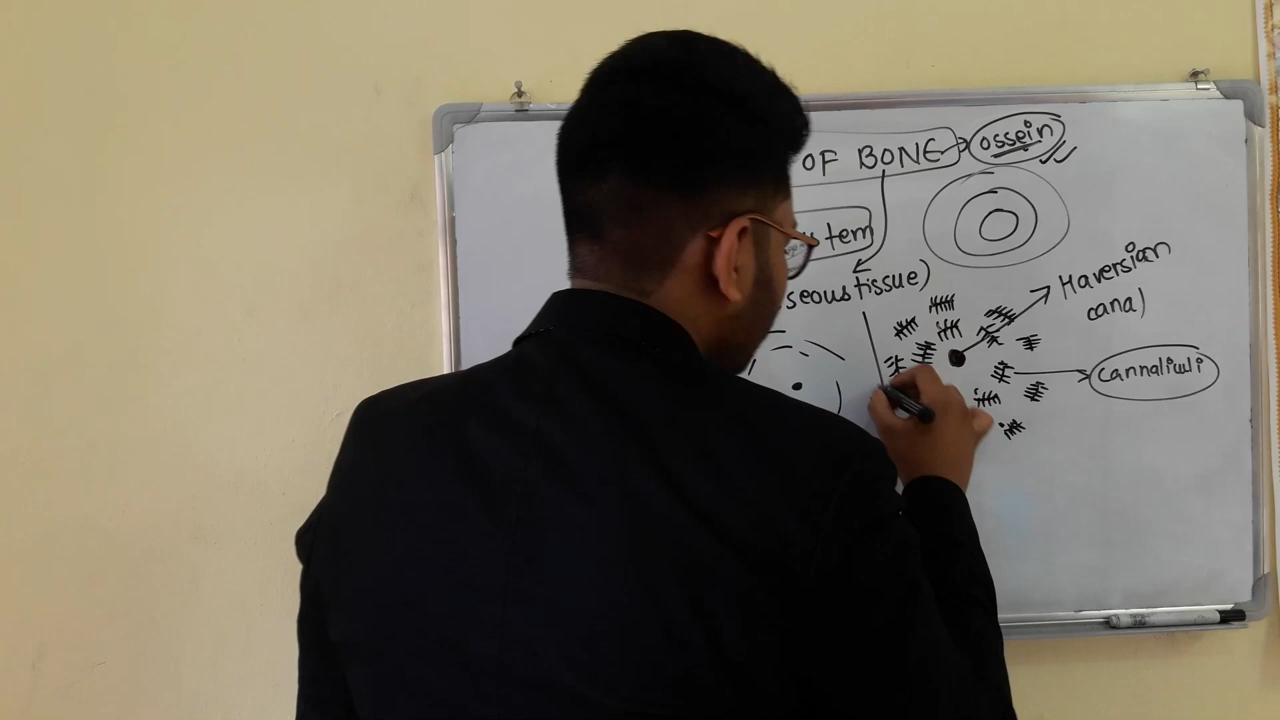 OF BONE
ossein
tem
seous tissue)
Haversian
canal
cannaliculi